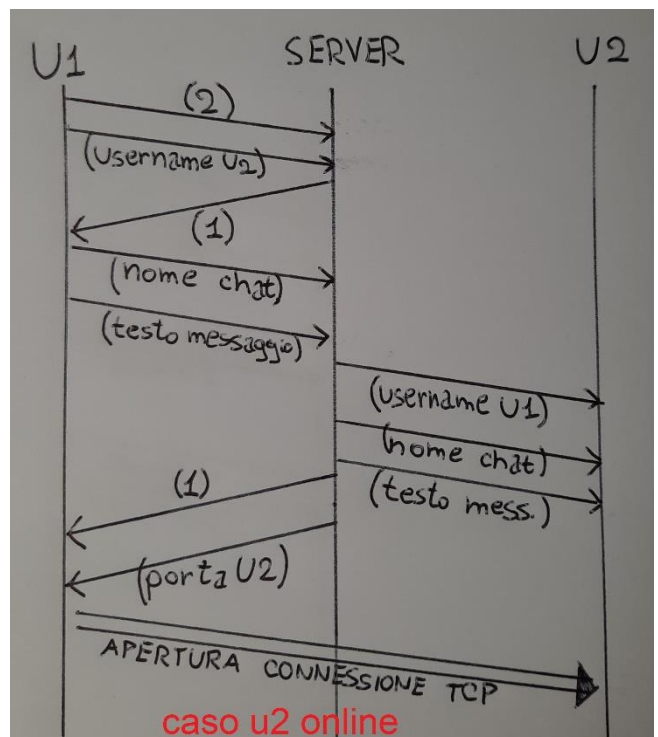 U1 SERVER U2
(2)
(username U2)
(1)
(nome chat)
(testo messaggio)
(username U1)
(nome chat)
(1)
(testo mess.)
(porta U2)
APERTURA CONNESSIONE TCP
caso u2 online